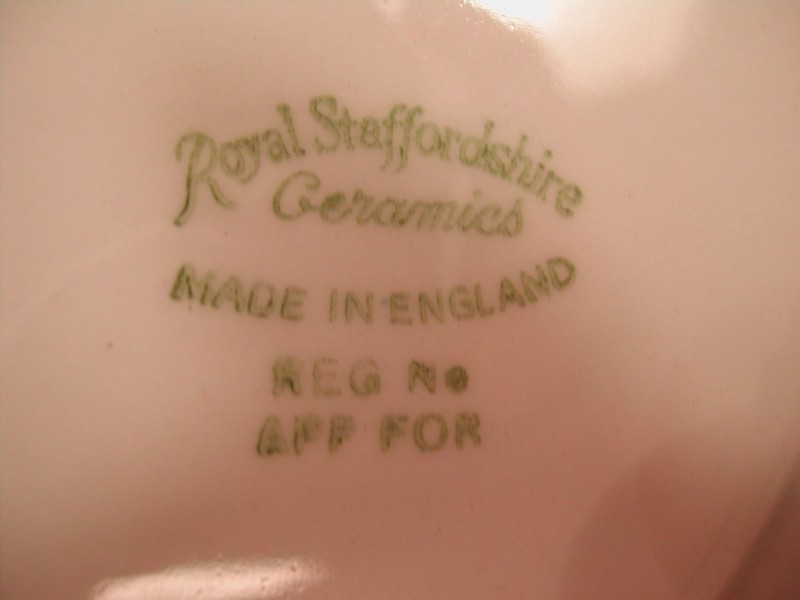 Royal Staffordshire
Ceramics
MADE IN ENGLAND
REG No
APP FOR